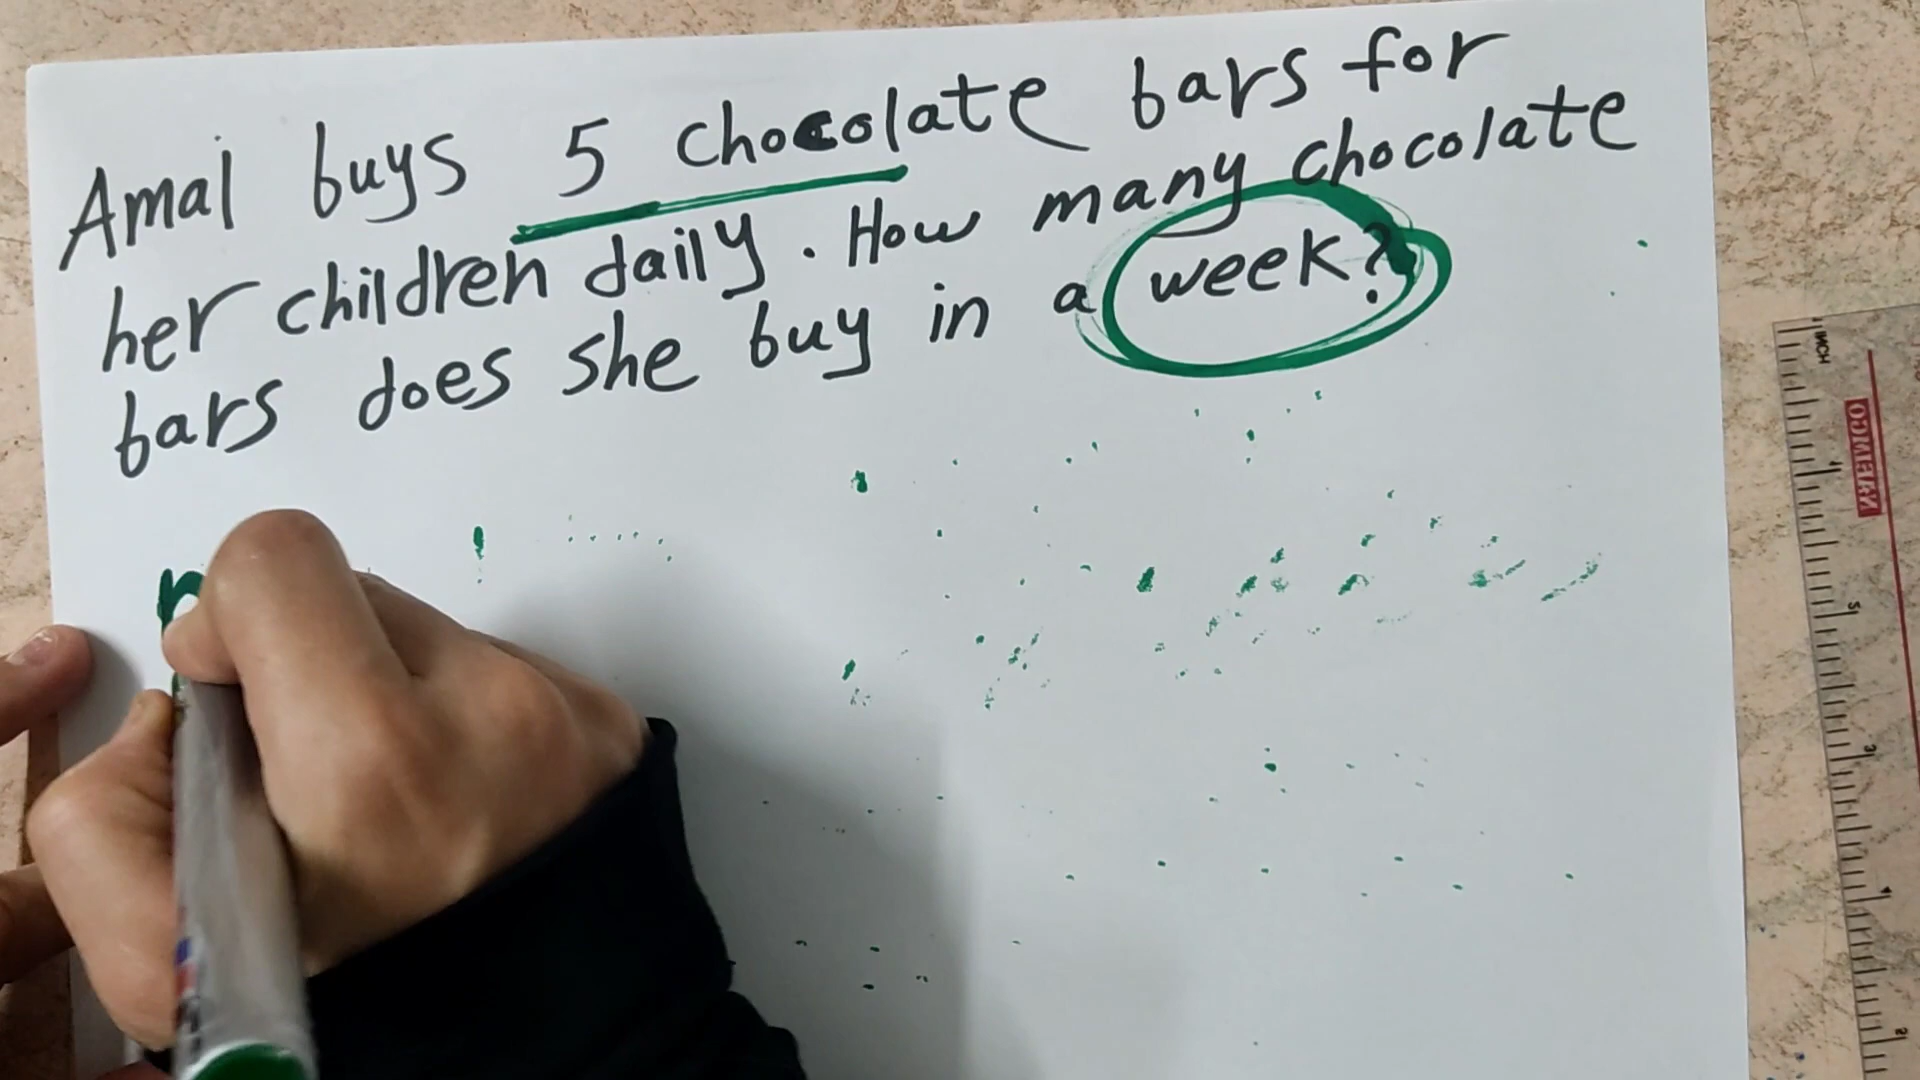 Amal buys 5 chocolate bars for
her children daily. How many chocolate
bars does she buy in a week?